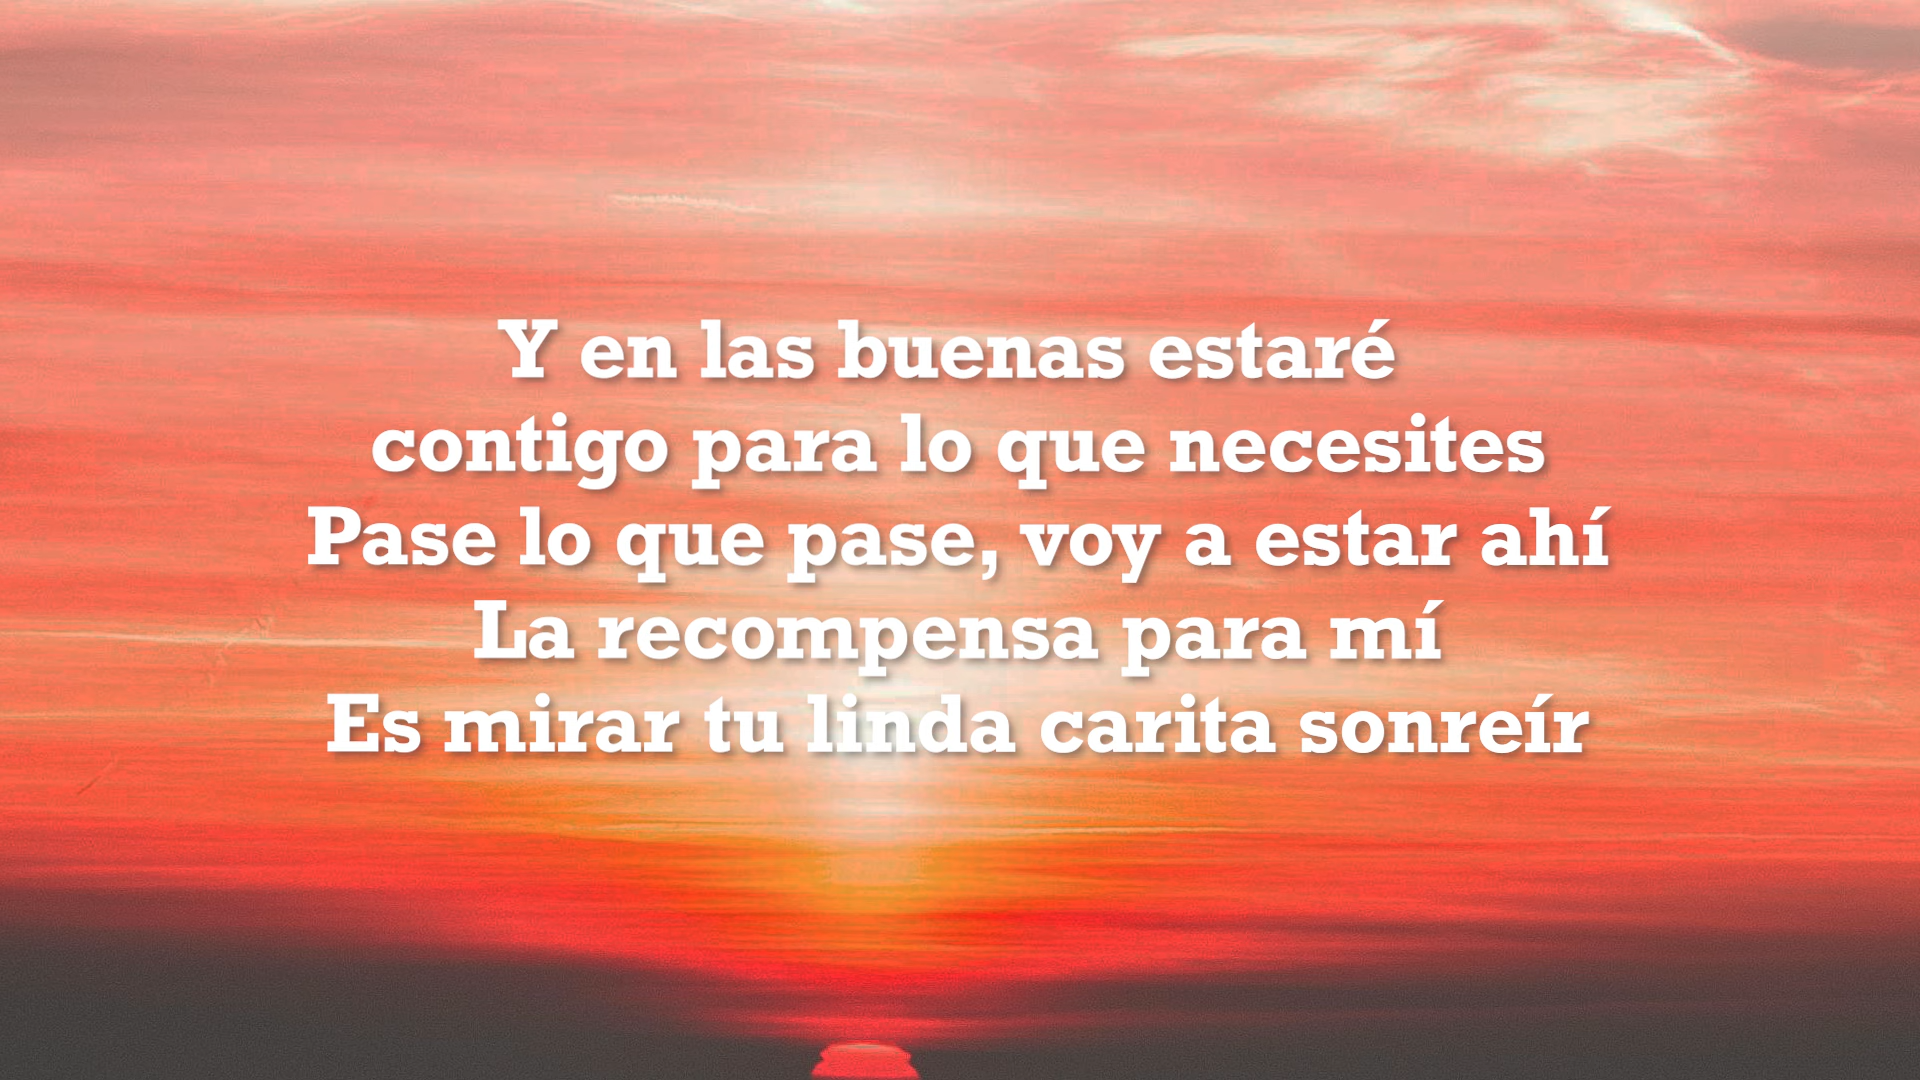 Y en las buenas estaré
contigo para lo que necesites
Pase lo que pase, voy a estar ahí
La recompensa para mí
Es mirar tu linda carita sonreír